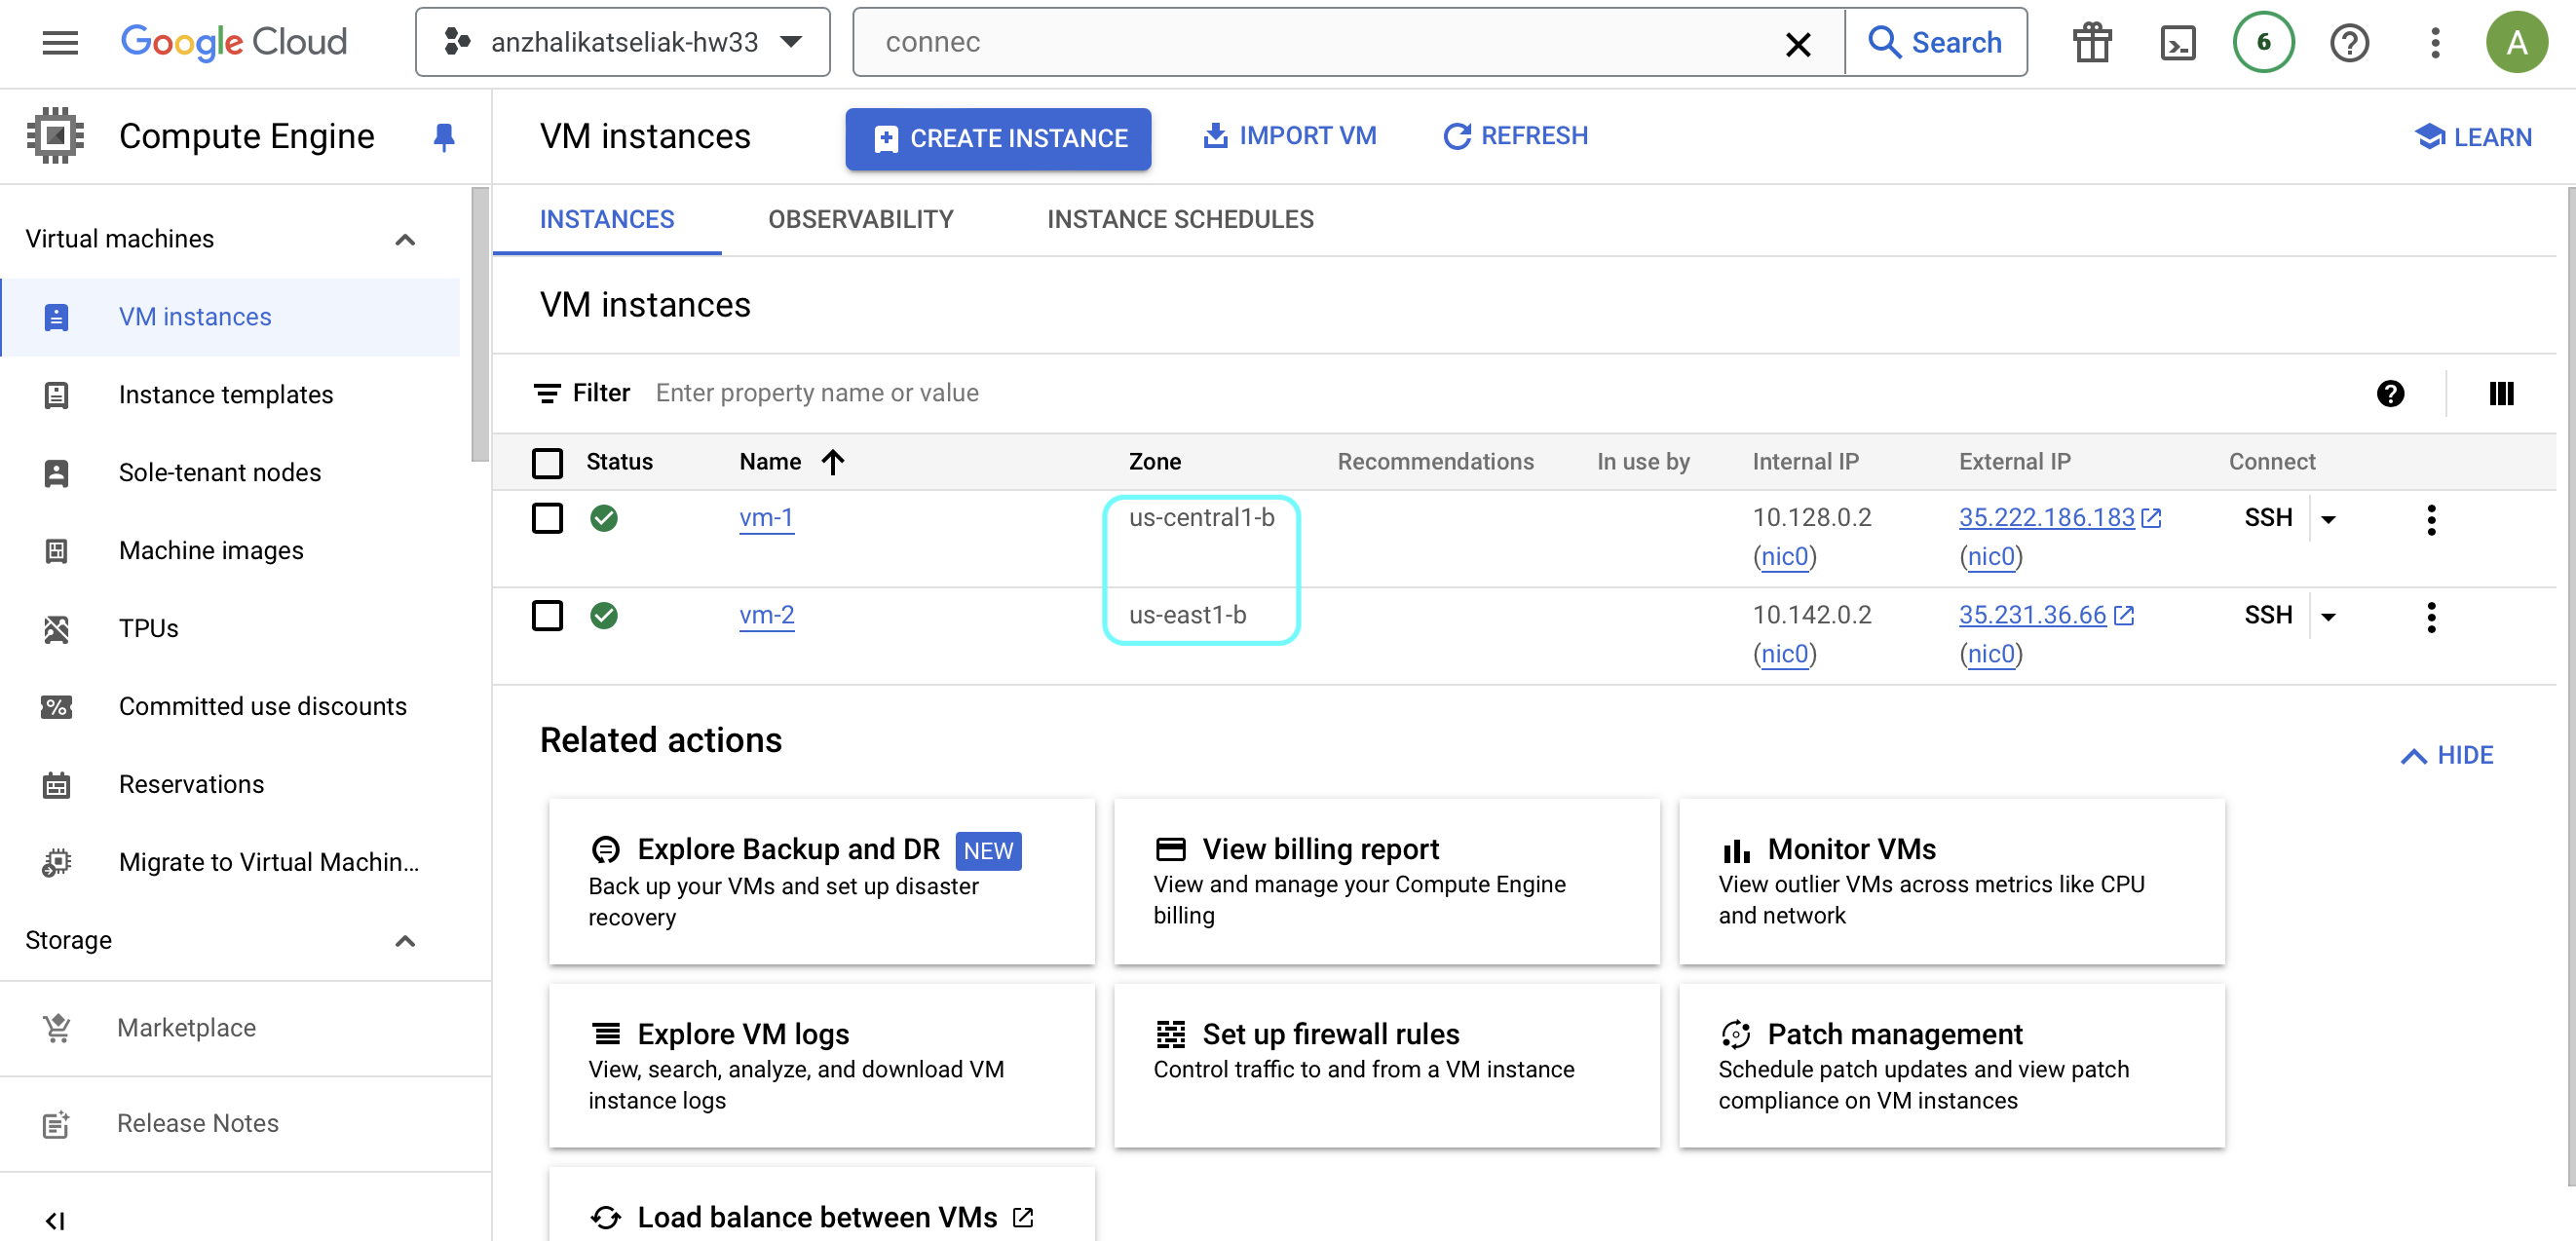 Google Cloud
anzhalikatseliak-hw33
connec
Search
6
A
Compute Engine
VM instances
CREATE INSTANCE
IMPORT VM
REFRESH
LEARN
Virtual machines
VM instances
Instance templates
Sole-tenant nodes
Machine images
TPUs
Committed use discounts
Reservations
Migrate to Virtual Machin...
Storage
Marketplace
Release Notes
INSTANCES OBSERVABILITY INSTANCE SCHEDULES
VM instances
Filter Enter property name or value
Status Name Zone Recommendations In use by Internal IP External IP Connect
vm-1 us-central1-b 10.128.0.2 35.222.186.183 SSH
(nic0) (nic0)
vm-2 us-east1-b 10.142.0.2 35.231.36.66 SSH
(nic0) (nic0)
Related actions
HIDE
Explore Backup and DR NEW
Back up your VMs and set up disaster
recovery
View billing report
View and manage your Compute Engine
billing
Monitor VMs
View outlier VMs across metrics like CPU
and network
Explore VM logs
View, search, analyze, and download VM
instance logs
Set up firewall rules
Control traffic to and from a VM instance
Patch management
Schedule patch updates and view patch
compliance on VM instances
Load balance between VMs